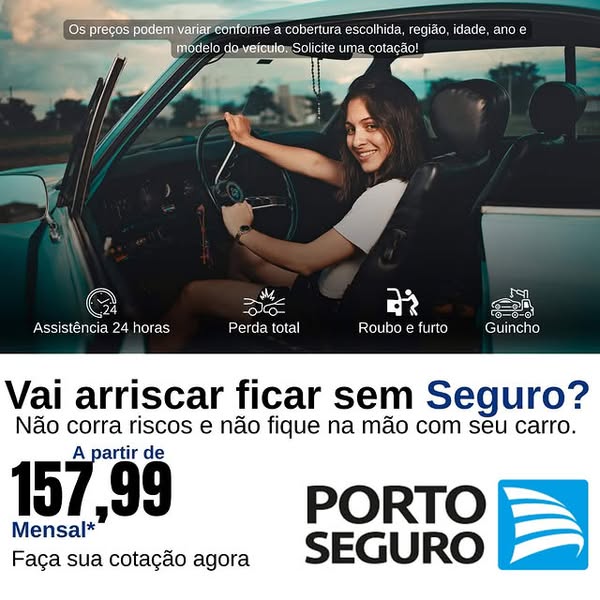 Os preços podem variar conforme a cobertura escolhida, região, idade, ano e
modelo do veículo. Solicite uma cotação!
24
Assistência 24 horas
Perda total
Roubo e furto
Guincho
Vai arriscar ficar sem Seguro?
Não corra riscos e não fique na mão com seu carro.
A partir de
157,99
Mensal*
Faça sua cotação agora
PORTO
SEGURO